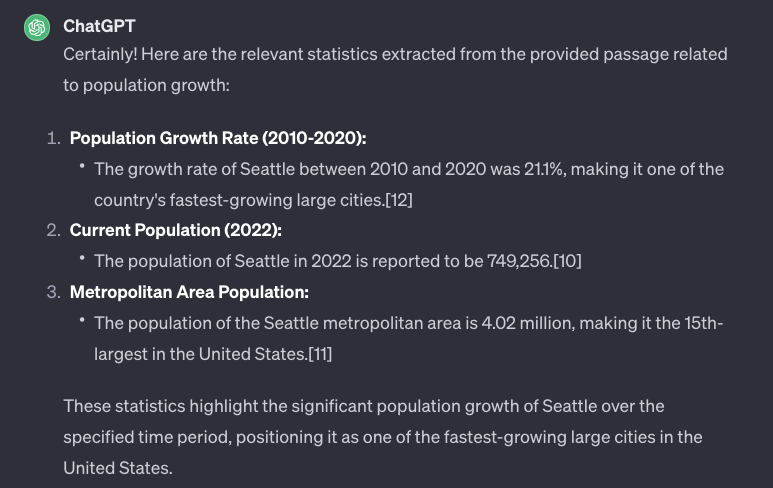 ChatGPT
Certainly! Here are the relevant statistics extracted from the provided passage related
to population growth:
1. Population Growth Rate (2010-2020):
• The growth rate of Seattle between 2010 and 2020 was 21.1%, making it one of the
country's fastest-growing large cities.[12]
2. Current Population (2022):
• The population of Seattle in 2022 is reported to be 749,256.[10]
3. Metropolitan Area Population:
• The population of the Seattle metropolitan area is 4.02 million, making it the 15th-
largest in the United States.[11]
These statistics highlight the significant population growth of Seattle over the
specified time period, positioning it as one of the fastest-growing large cities in the
United States.